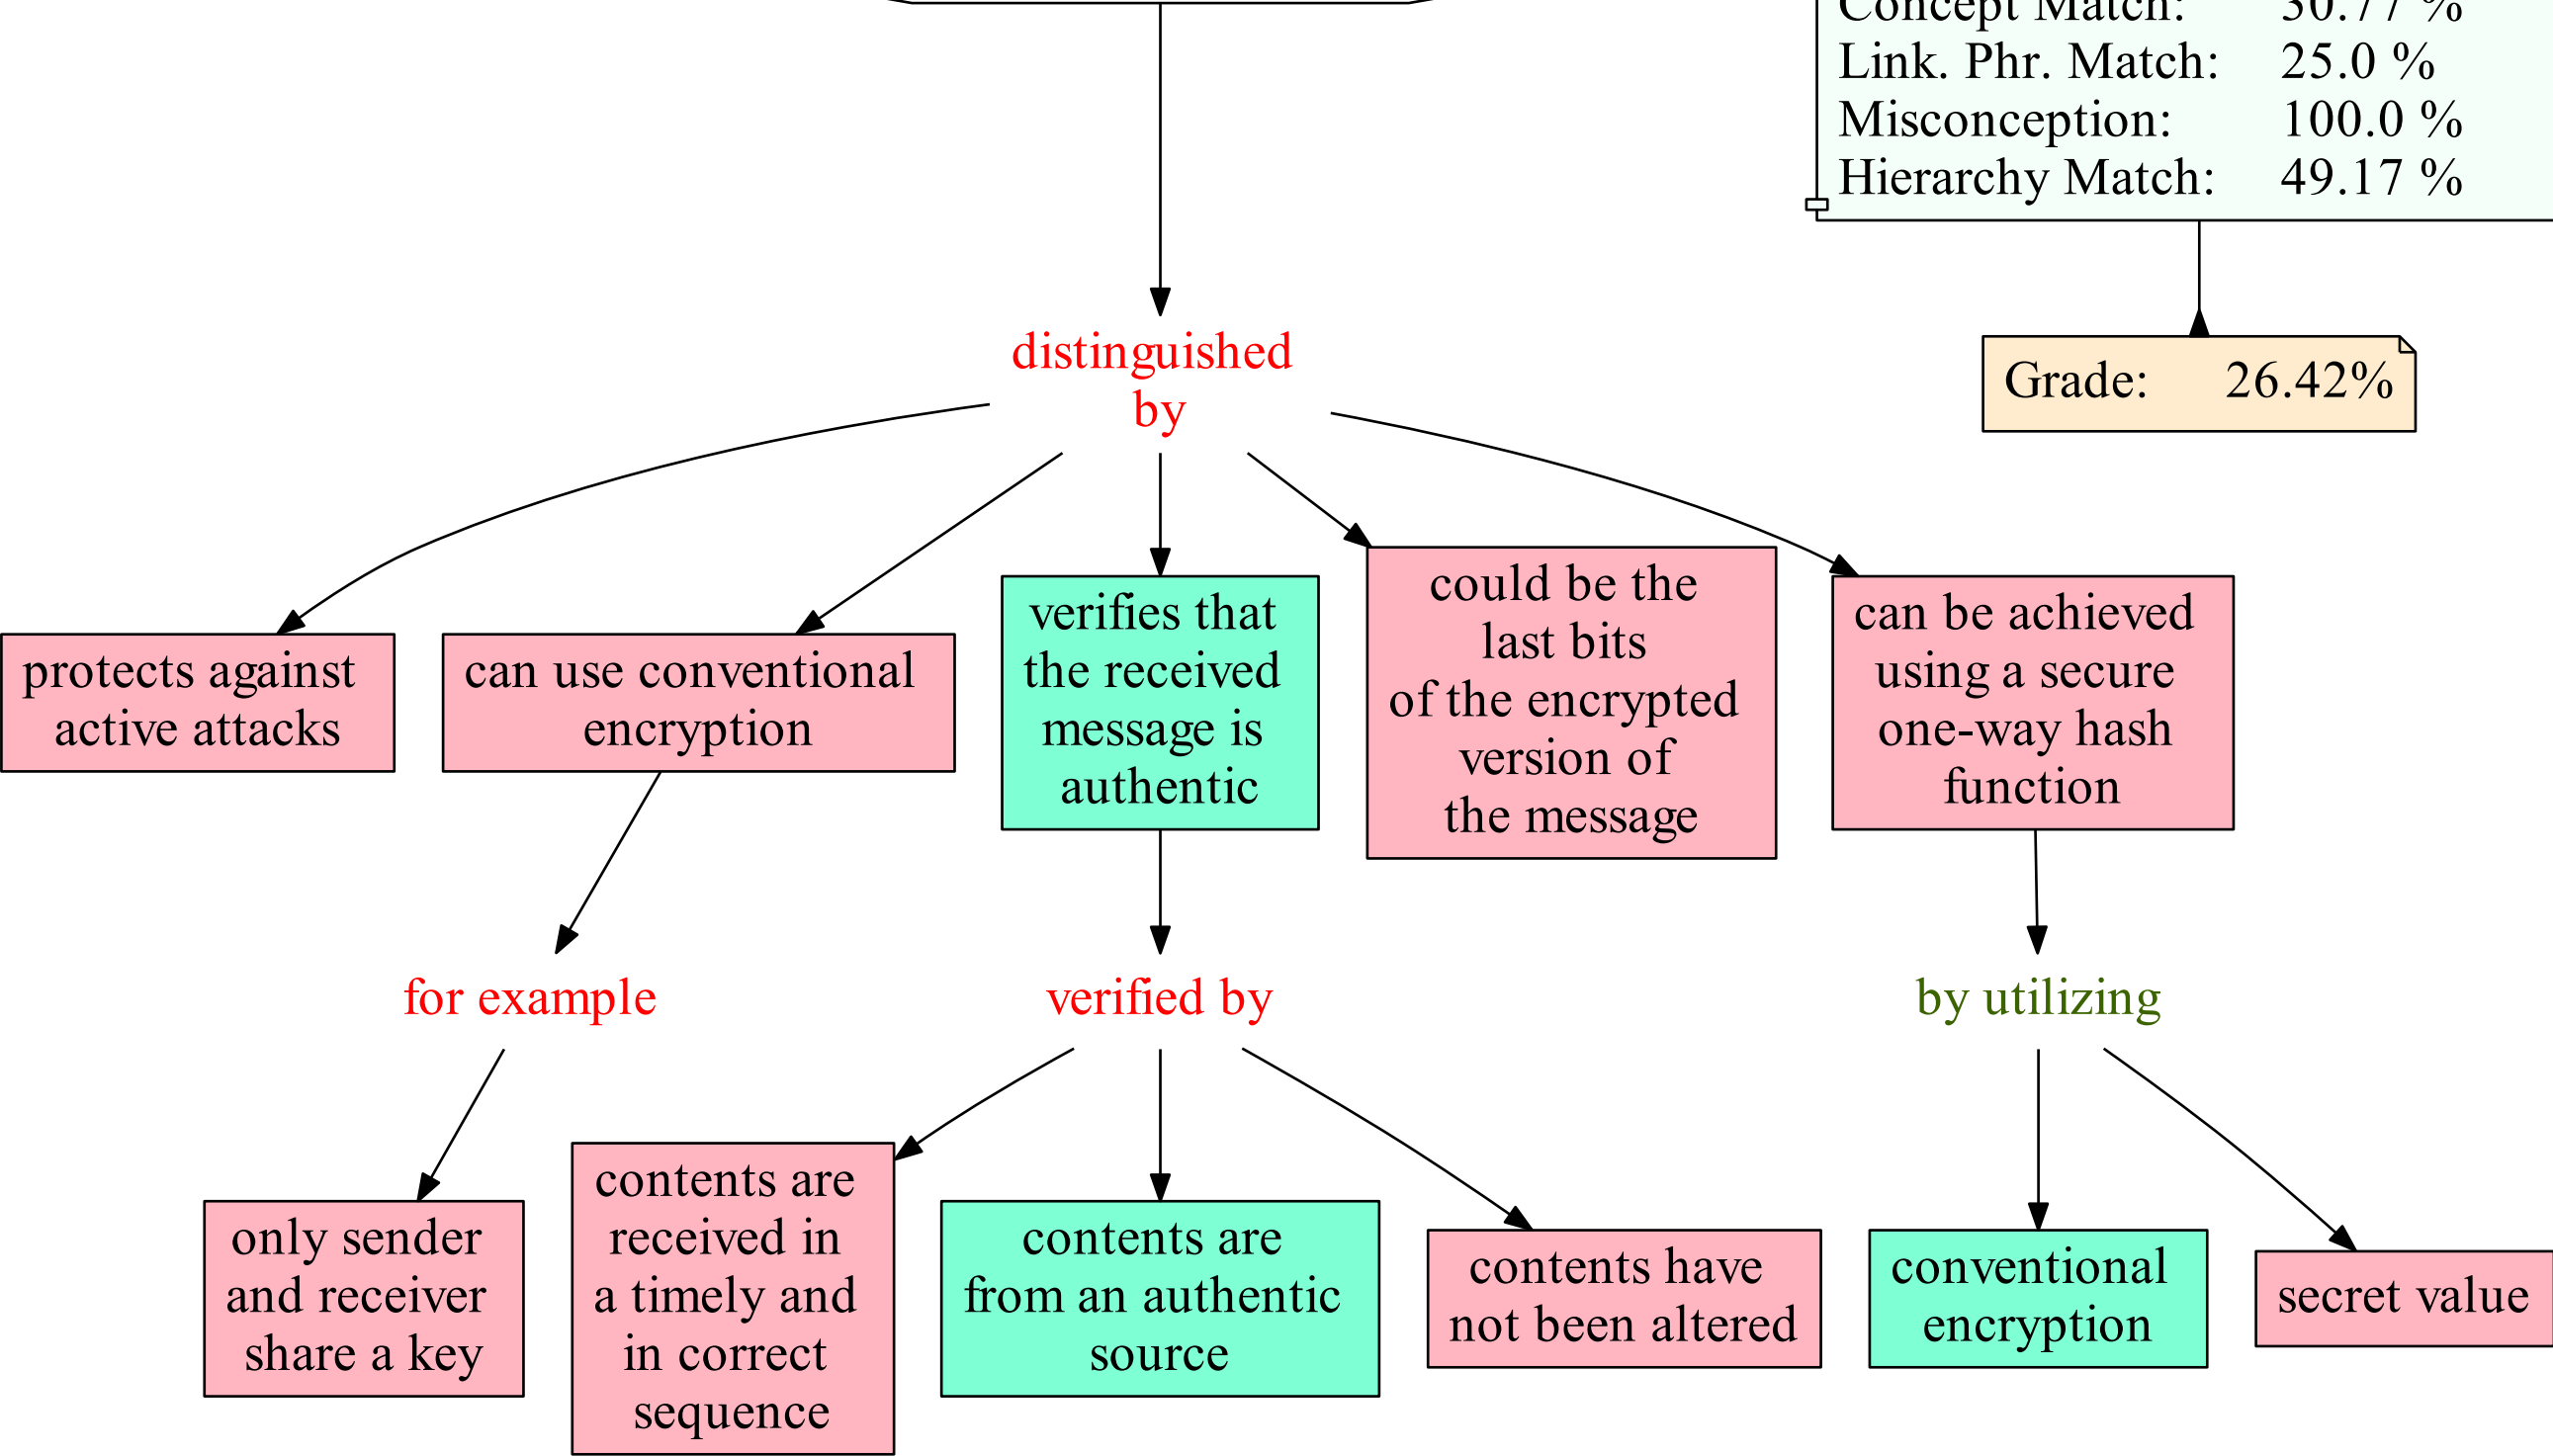 Concept Match: 30.77 %
Link. Phr. Match: 25.0 %
Misconception: 100.0 %
Hierarchy Match: 49.17 %
Grade: 26.42%
distinguished
by
protects against
active attacks
can use conventional
encryption
verifies that
the received
message is
authentic
could be the
last bits
of the encrypted
version of
the message
can be achieved
using a secure
one-way hash
function
for example
verified by
by utilizing
only sender
and receiver
share a key
contents are
received in
a timely and
in correct
sequence
contents are
from an authentic
source
contents have
not been altered
conventional
encryption
secret value